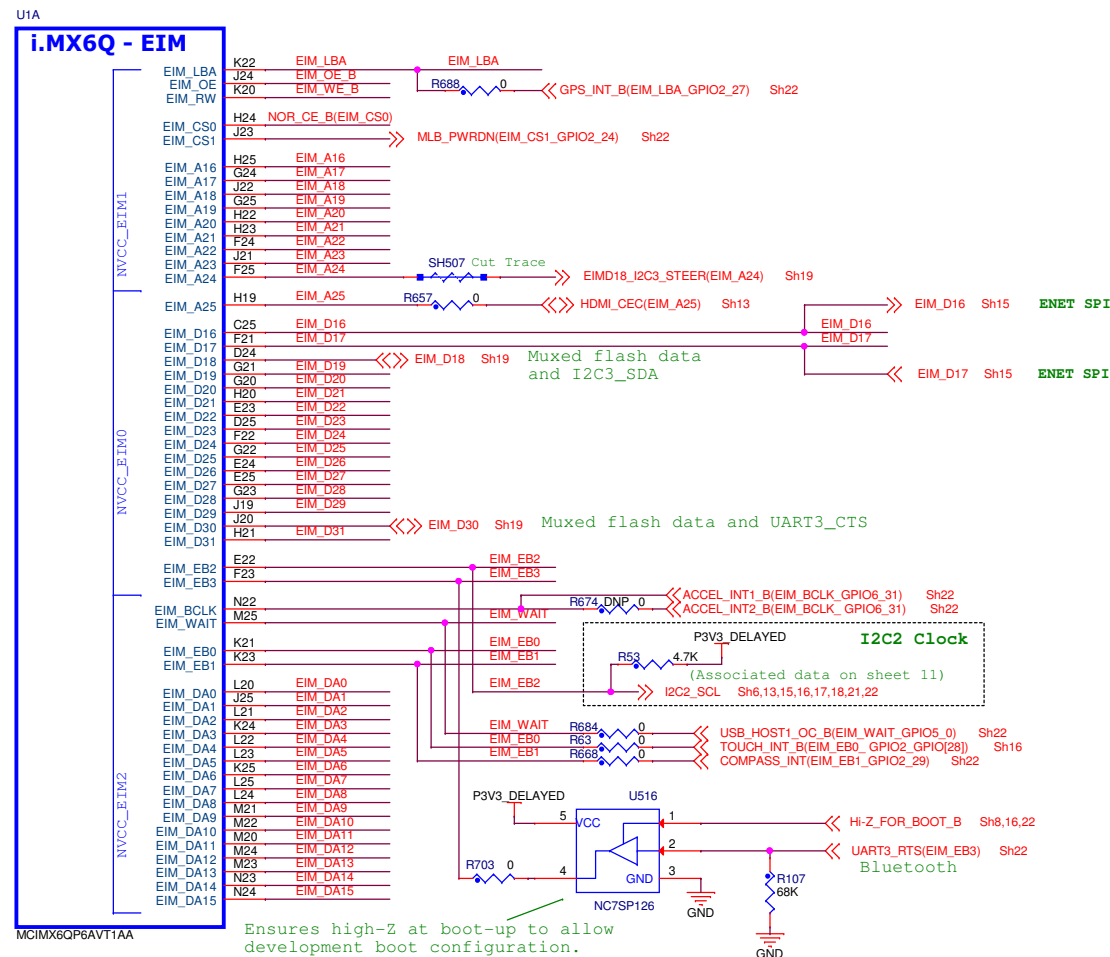 U1A
i.MX6Q - EIM
NVCC_EIM1
NVCC_EIM0
NVCC_EIM2
EIM_LBA K22 EIM_LBA EIM_LBA
EIM_OE J24 EIM_OE_B
EIM_RW K20 EIM_WE_B
R688 0 GPS_INT_B(EIM_LBA_GPIO2_27) Sh22
EIM_CS0 H24 NOR_CE_B(EIM_CS0)
EIM_CS1 J23 MLB_PWRDN(EIM_CS1_GPIO2_24) Sh22
EIM_A16 H25 EIM_A16
EIM_A17 G24 EIM_A17
EIM_A18 J22 EIM_A18
EIM_A19 G25 EIM_A19
EIM_A20 H22 EIM_A20
EIM_A21 H23 EIM_A21
EIM_A22 F24 EIM_A22
EIM_A23 J21 EIM_A23
EIM_A24 F25 EIM_A24 SH507 Cut Trace EIMD18_I2C3_STEER(EIM_A24) Sh19
EIM_A25 H19 EIM_A25 R657 0 HDMI_CEC(EIM_A25) Sh13
EIM_D16 Sh15 ENET SPI
EIM_D16 C25 EIM_D16 EIM_D16
EIM_D17 F21 EIM_D17 EIM_D17
EIM_D18 D24 EIM_D18 Sh19 Muxed flash data
and I2C3_SDA
EIM_D17 Sh15 ENET SPI
EIM_D19 G21 EIM_D19
EIM_D20 G20 EIM_D20
EIM_D21 H20 EIM_D21
EIM_D22 E23 EIM_D22
EIM_D23 D25 EIM_D23
EIM_D24 F22 EIM_D24
EIM_D25 G22 EIM_D25
EIM_D26 E24 EIM_D26
EIM_D27 E25 EIM_D27
EIM_D28 G23 EIM_D28
EIM_D29 J19 EIM_D29
EIM_D30 J20 EIM_D30 Sh19 Muxed flash data and UART3_CTS
EIM_D31 H21 EIM_D31
EIM_EB2 E22 EIM_EB2
EIM_EB3 F23 EIM_EB3
ACCEL_INT1_B(EIM_BCLK_GPIO6_31) Sh22
EIM_BCLK N22 R674 DNP 0 ACCEL_INT2_B(EIM_BCLK_ GPIO6_31) Sh22
EIM_WAIT M25 EIM_WAIT
EIM_EB0 K21 EIM_EB0
EIM_EB1 K23 EIM_EB1
P3V3_DELAYED I2C2 Clock
R53 4.7K
(Associated data on sheet 11)
EIM_EB2 I2C2_SCL Sh6,13,15,16,17,18,21,22
EIM_DA0 L20 EIM_DA0
EIM_DA1 J25 EIM_DA1
EIM_DA2 L21 EIM_DA2
EIM_DA3 K24 EIM_DA3
EIM_DA4 L22 EIM_DA4
EIM_DA5 L23 EIM_DA5
EIM_DA6 K25 EIM_DA6
EIM_DA7 L25 EIM_DA7
EIM_DA8 L24 EIM_DA8
EIM_DA9 M21 EIM_DA9
EIM_DA10 M22 EIM_DA10
EIM_DA11 M20 EIM_DA11
EIM_DA12 M24 EIM_DA12
EIM_DA13 M23 EIM_DA13
EIM_DA14 N23 EIM_DA14
EIM_DA15 N24 EIM_DA15
EIM_WAIT R684 0 USB_HOST1_OC_B(EIM_WAIT_GPIO5_0) Sh22
EIM_EB0 R63 0 TOUCH_INT_B(EIM_EB0_ GPIO2_GPIO[28]) Sh16
EIM_EB1 R668 0 COMPASS_INT(EIM_EB1_GPIO2_29) Sh22
P3V3_DELAYED U516
5 VCC 1 Hi-Z_FOR_BOOT_B Sh8,16,22
2 UART3_RTS(EIM_EB3) Sh22
Bluetooth
R703 0 4 GND 3
R107
68K
NC7SP126
GND
GND
MCIMX6QP6AVT1AA
Ensures high-Z at boot-up to allow
development boot configuration.